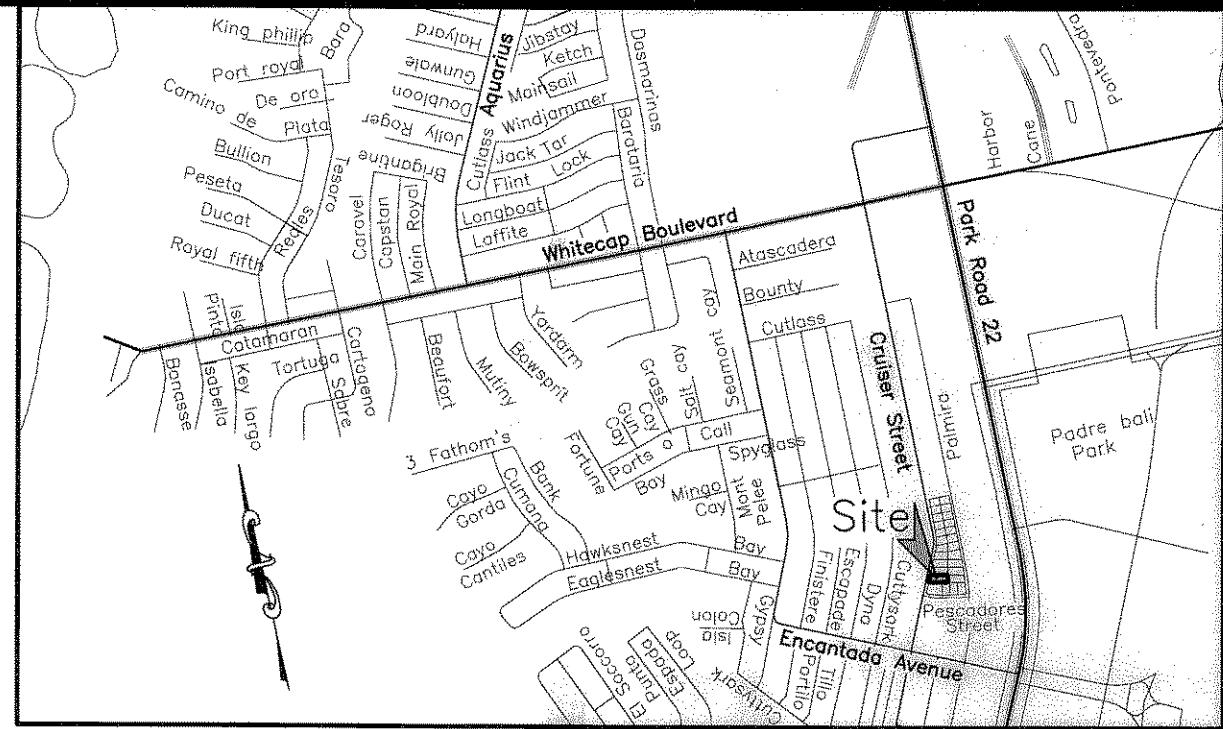 King phillip
Bara
Port royal
De oro
Camino de
Plata
Bullion
Peseta
Ducat
Royal fifth
Redles
Tesoro
Halyard
Gunwale
Doubloon
Jolly Roger
Brigantine
Aquarius
Cutlass
Jibstay
Ketch
Mainsail
Windjammer
Jack Tar
Flint Lock
Longboat
Laffite
Dasmarinas
Barataria
Caravel
Capstan
Main Royal
Whitecap Boulevard
Harbor
Cane
Pontevedra
Park Road 22
Atascadera
Bounty
Cutlass
Cruiser Street
Palmira
Padre bali
Park
Isla
Pinta
Catamaran
Banasse
Isabella
Key largo
Tortuga
Sabre
Cartagena
Beaufort
Mutiny
Bowsprit
Yardarm
Seamont cay
Salt cay
Grass
Cay
Gun
Cay
Ports O
Call
Fortune
Bay
Spyglass
Mingo
Cay
Mont
Pelee
3 Fathom's
Bank
Cumana
Cayo
Gorda
Cayo
Cantiles
Hawksnest
Bay
Eaglesnest
Bay
Site
Isla
Colon
Gypsy
Finistere
Escapade
Dyna
Cuttysark
Pescadores
Street
Encantada Avenue
El Soccorro
Punta
Espada
Loop
Cuttysark
Portillo
Tillo